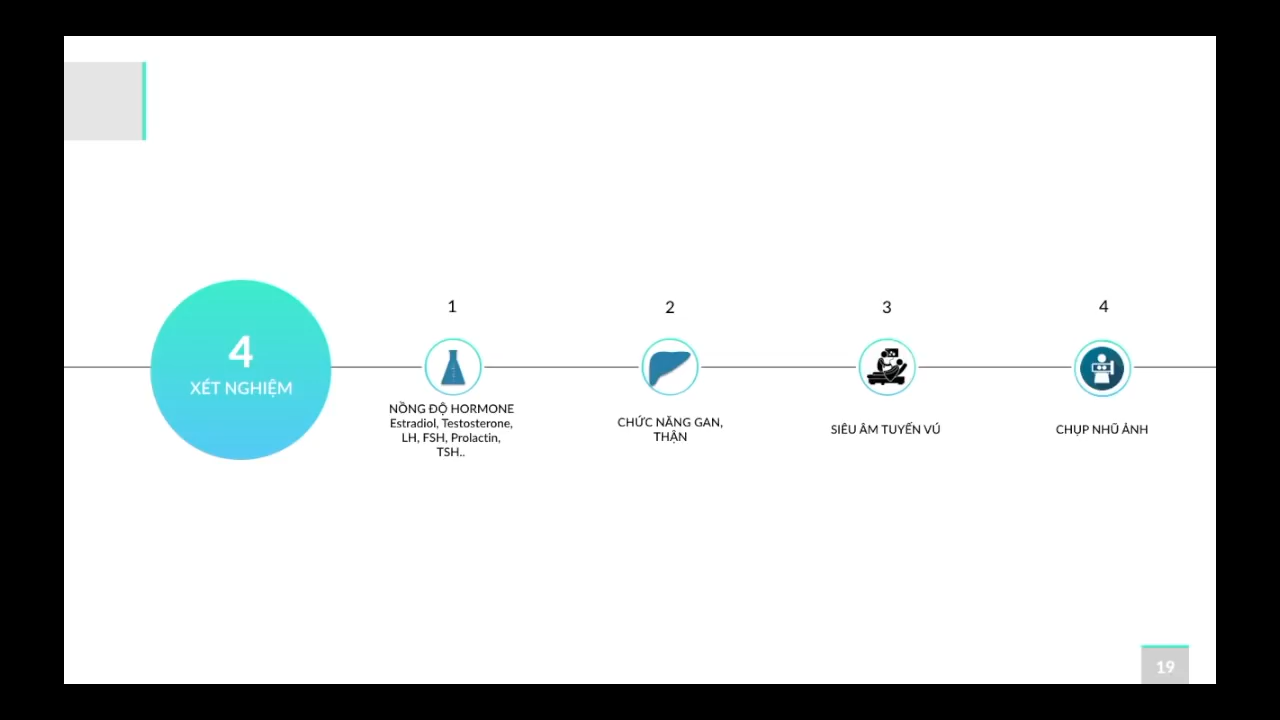 4
XÉT NGHIỆM
1
NỒNG ĐỘ HORMONE
Estradiol, Testosterone,
LH, FSH, Prolactin,
TSH..
2
CHỨC NĂNG GAN,
THẬN
3
SIÊU ÂM TUYẾN VÚ
4
CHỤP NHŨ ẢNH
19